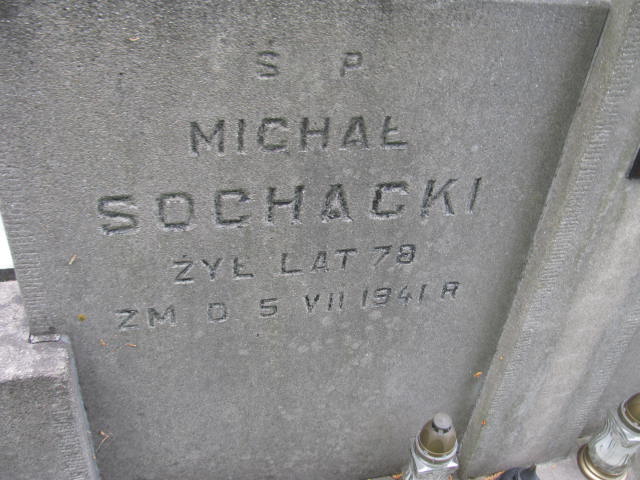 Ś P
MICHAŁ
SOCHACKI
ŻYŁ LAT 78
ZM D 5 VII 1941 R